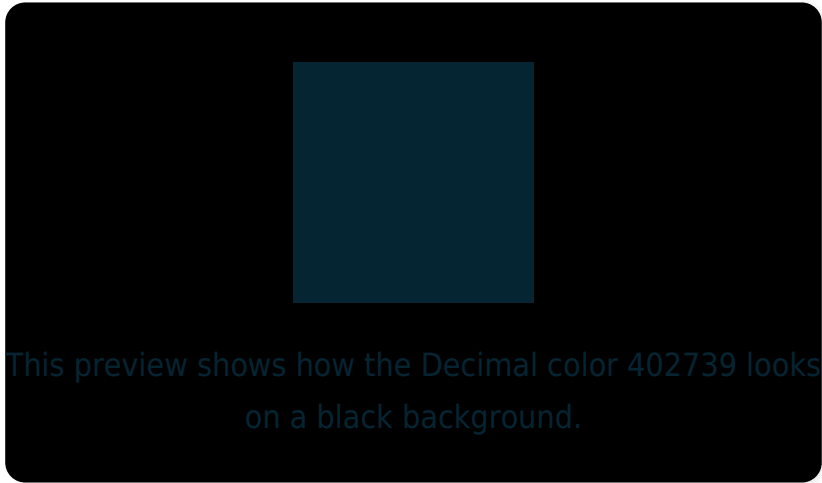 This preview shows how the Decimal color 402739 looks
on a black background.